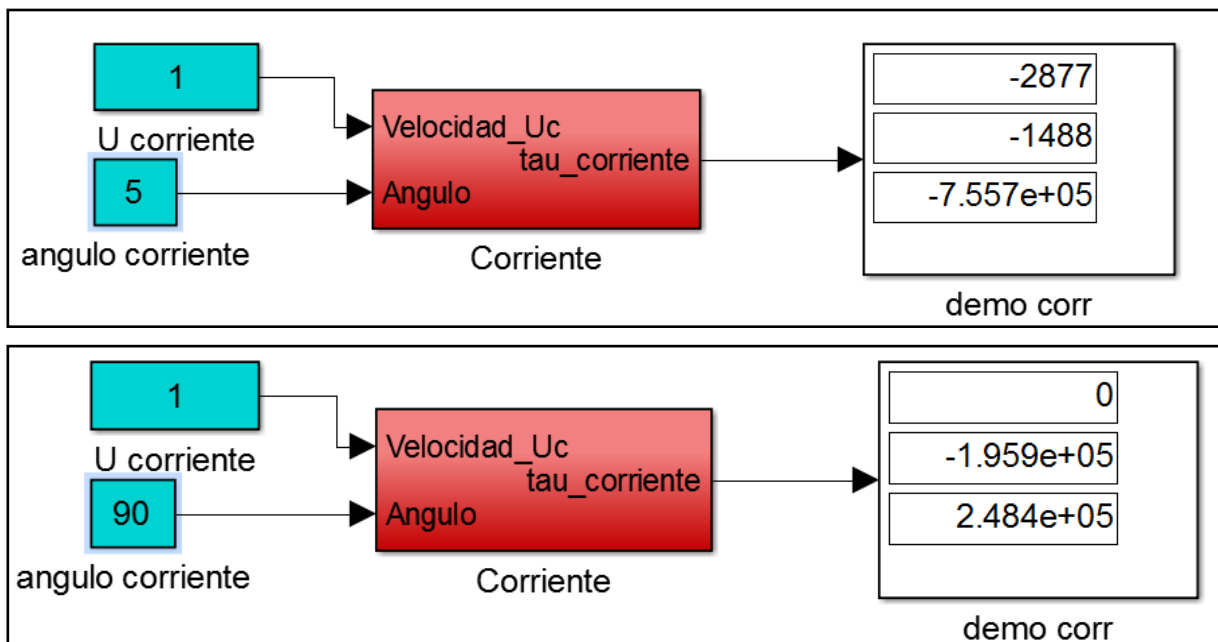 1
U corriente
5
angulo corriente
Velocidad_Uc
tau_corriente
Angulo
Corriente
-2877
-1488
-7.557e+05
demo corr
1
U corriente
90
angulo corriente
Velocidad_Uc
tau_corriente
Angulo
Corriente
0
-1.959e+05
2.484e+05
demo corr